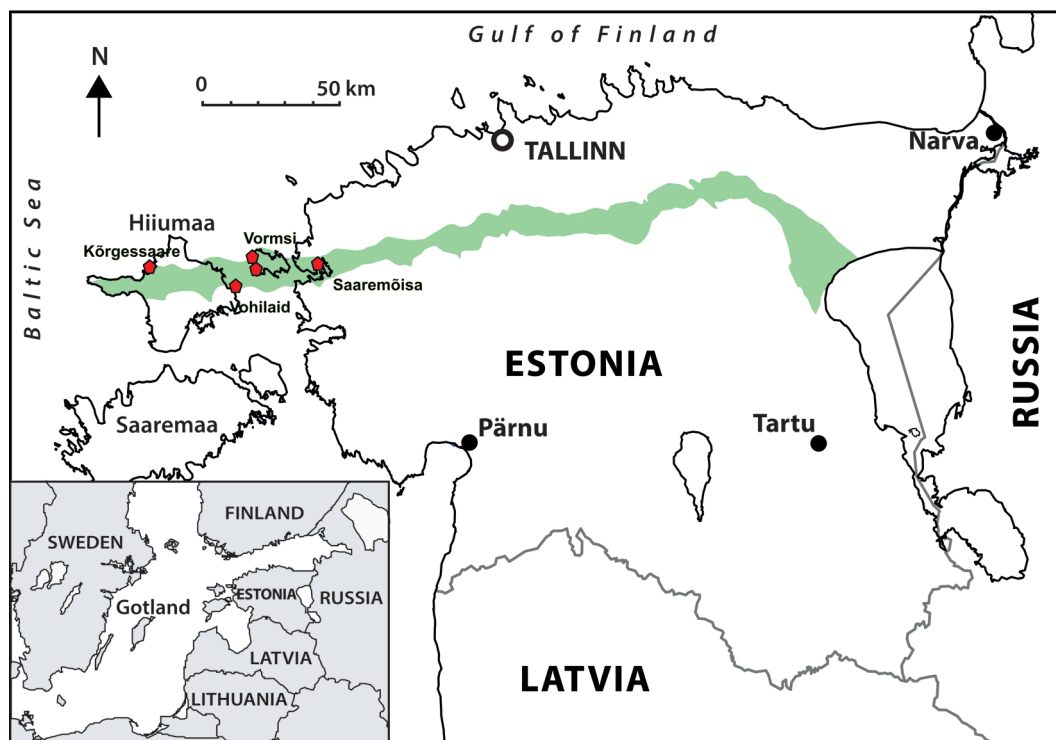 Gulf of Finland
N
0 50 km
Narva
TALLINN
Baltic Sea
Hiiumaa
Vormsi
Kõrgessaare
Saaremõisa
Vohilaid
ESTONIA
RUSSIA
Saaremaa
Pärnu
Tartu
FINLAND
SWEDEN
Gotland
ESTONIA
RUSSIA
LATVIA
LITHUANIA
LATVIA